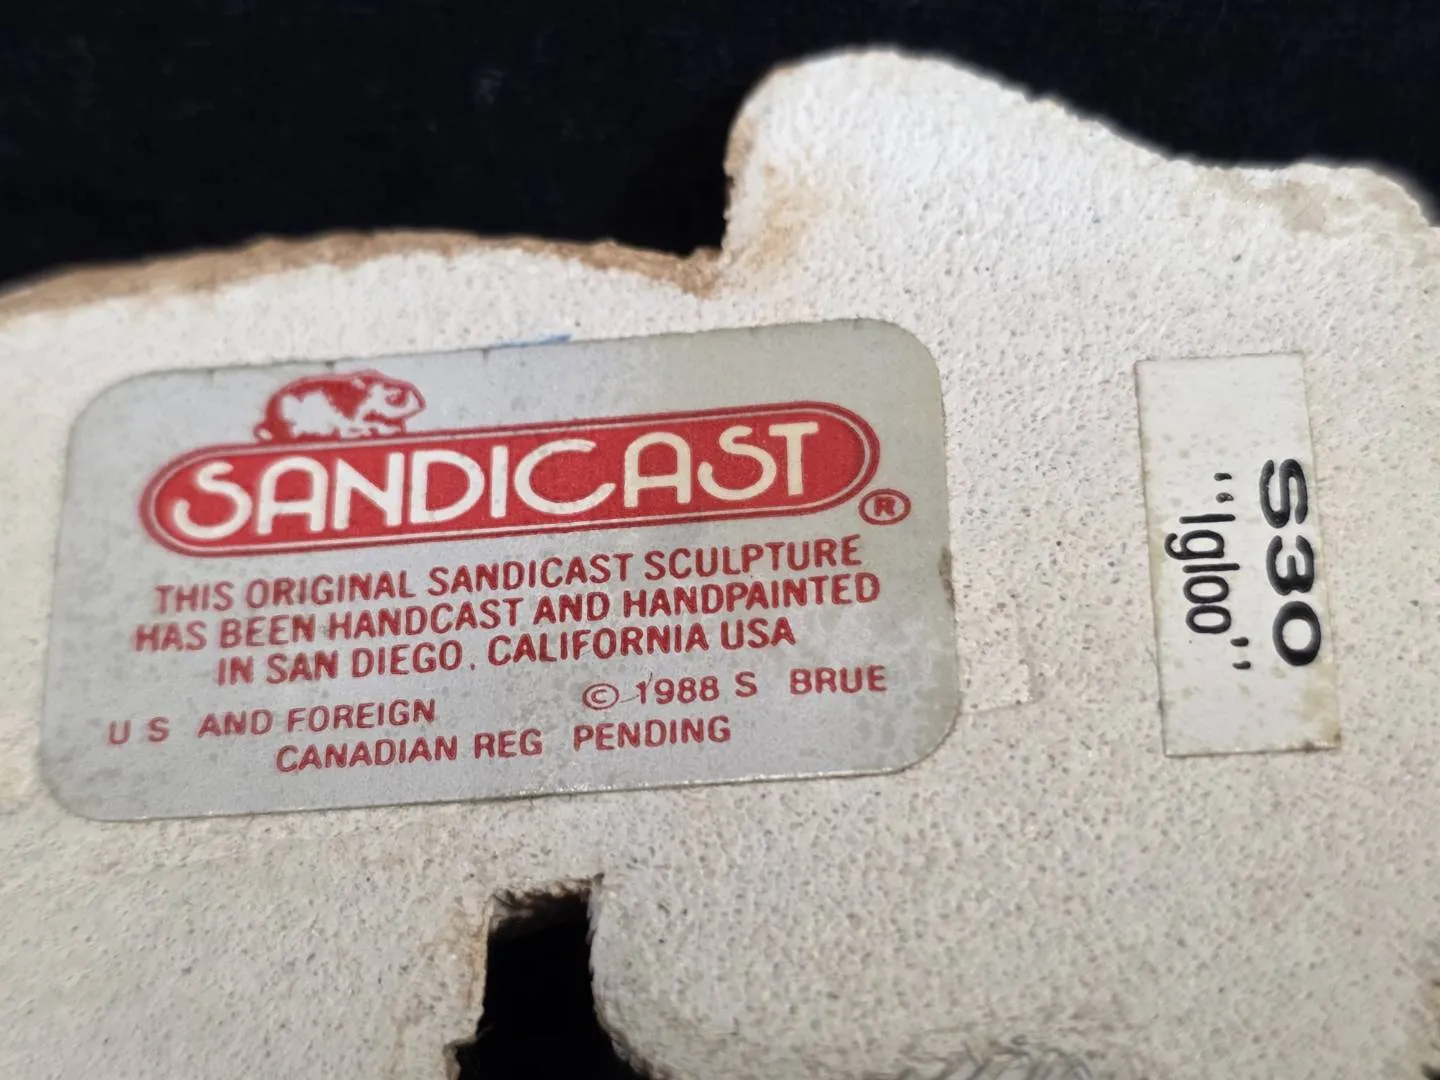 SANDICAST ®
THIS ORIGINAL SANDICAST SCULPTURE
HAS BEEN HANDCAST AND HANDPAINTED
IN SAN DIEGO, CALIFORNIA USA
© 1988 S BRUE
U S AND FOREIGN
CANADIAN REG PENDING
S30
"Igloo"